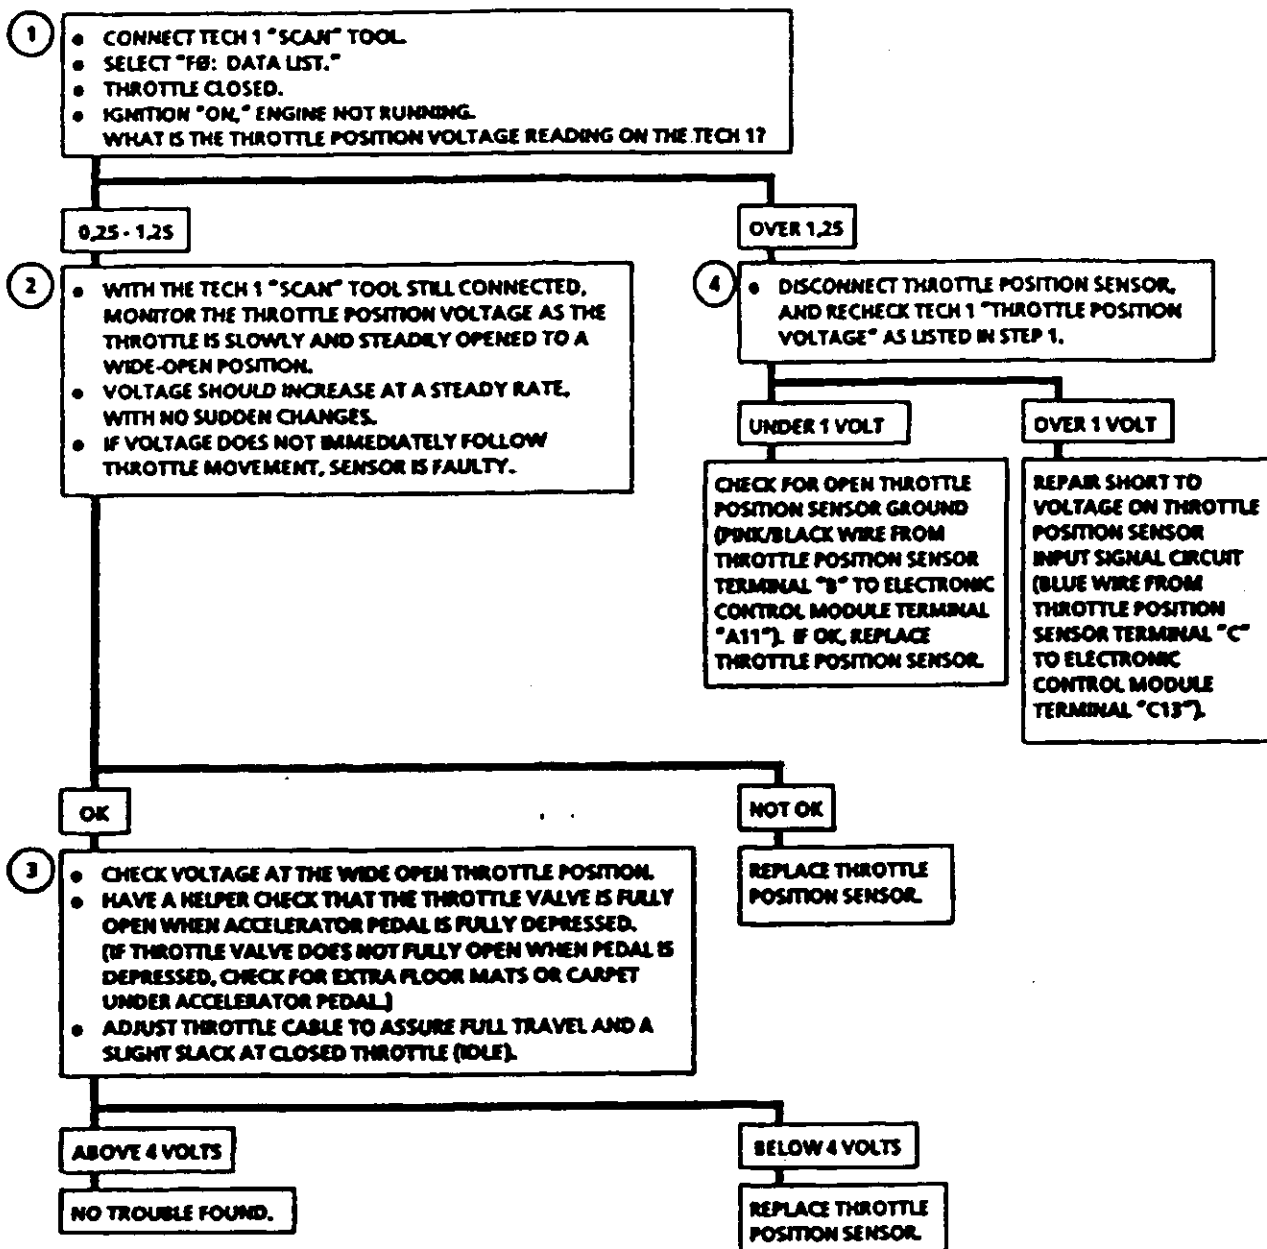 1
• CONNECT TECH 1 "SCAN" TOOL.
• SELECT "FØ: DATA LIST."
• THROTTLE CLOSED.
• IGNITION "ON," ENGINE NOT RUNNING.
WHAT IS THE THROTTLE POSITION VOLTAGE READING ON THE TECH 1?
0,25 - 1,25
OVER 1,25
2
• WITH THE TECH 1 "SCAN" TOOL STILL CONNECTED,
MONITOR THE THROTTLE POSITION VOLTAGE AS THE
THROTTLE IS SLOWLY AND STEADILY OPENED TO A
WIDE-OPEN POSITION.
• VOLTAGE SHOULD INCREASE AT A STEADY RATE,
WITH NO SUDDEN CHANGES.
• IF VOLTAGE DOES NOT IMMEDIATELY FOLLOW
THROTTLE MOVEMENT, SENSOR IS FAULTY.
4
• DISCONNECT THROTTLE POSITION SENSOR,
AND RECHECK TECH 1 "THROTTLE POSITION
VOLTAGE" AS LISTED IN STEP 1.
UNDER 1 VOLT
OVER 1 VOLT
CHECK FOR OPEN THROTTLE
POSITION SENSOR GROUND
(PINK/BLACK WIRE FROM
THROTTLE POSITION SENSOR
TERMINAL "B" TO ELECTRONIC
CONTROL MODULE TERMINAL
"A11"). IF OK, REPLACE
THROTTLE POSITION SENSOR.
REPAIR SHORT TO
VOLTAGE ON THROTTLE
POSITION SENSOR
INPUT SIGNAL CIRCUIT
(BLUE WIRE FROM
THROTTLE POSITION
SENSOR TERMINAL "C"
TO ELECTRONIC
CONTROL MODULE
TERMINAL "C13").
OK
NOT OK
3
• CHECK VOLTAGE AT THE WIDE OPEN THROTTLE POSITION.
• HAVE A HELPER CHECK THAT THE THROTTLE VALVE IS FULLY
OPEN WHEN ACCELERATOR PEDAL IS FULLY DEPRESSED.
(IF THROTTLE VALVE DOES NOT FULLY OPEN WHEN PEDAL IS
DEPRESSED, CHECK FOR EXTRA FLOOR MATS OR CARPET
UNDER ACCELERATOR PEDAL.)
• ADJUST THROTTLE CABLE TO ASSURE FULL TRAVEL AND A
SLIGHT SLACK AT CLOSED THROTTLE (IDLE).
REPLACE THROTTLE
POSITION SENSOR.
ABOVE 4 VOLTS
BELOW 4 VOLTS
NO TROUBLE FOUND.
REPLACE THROTTLE
POSITION SENSOR.